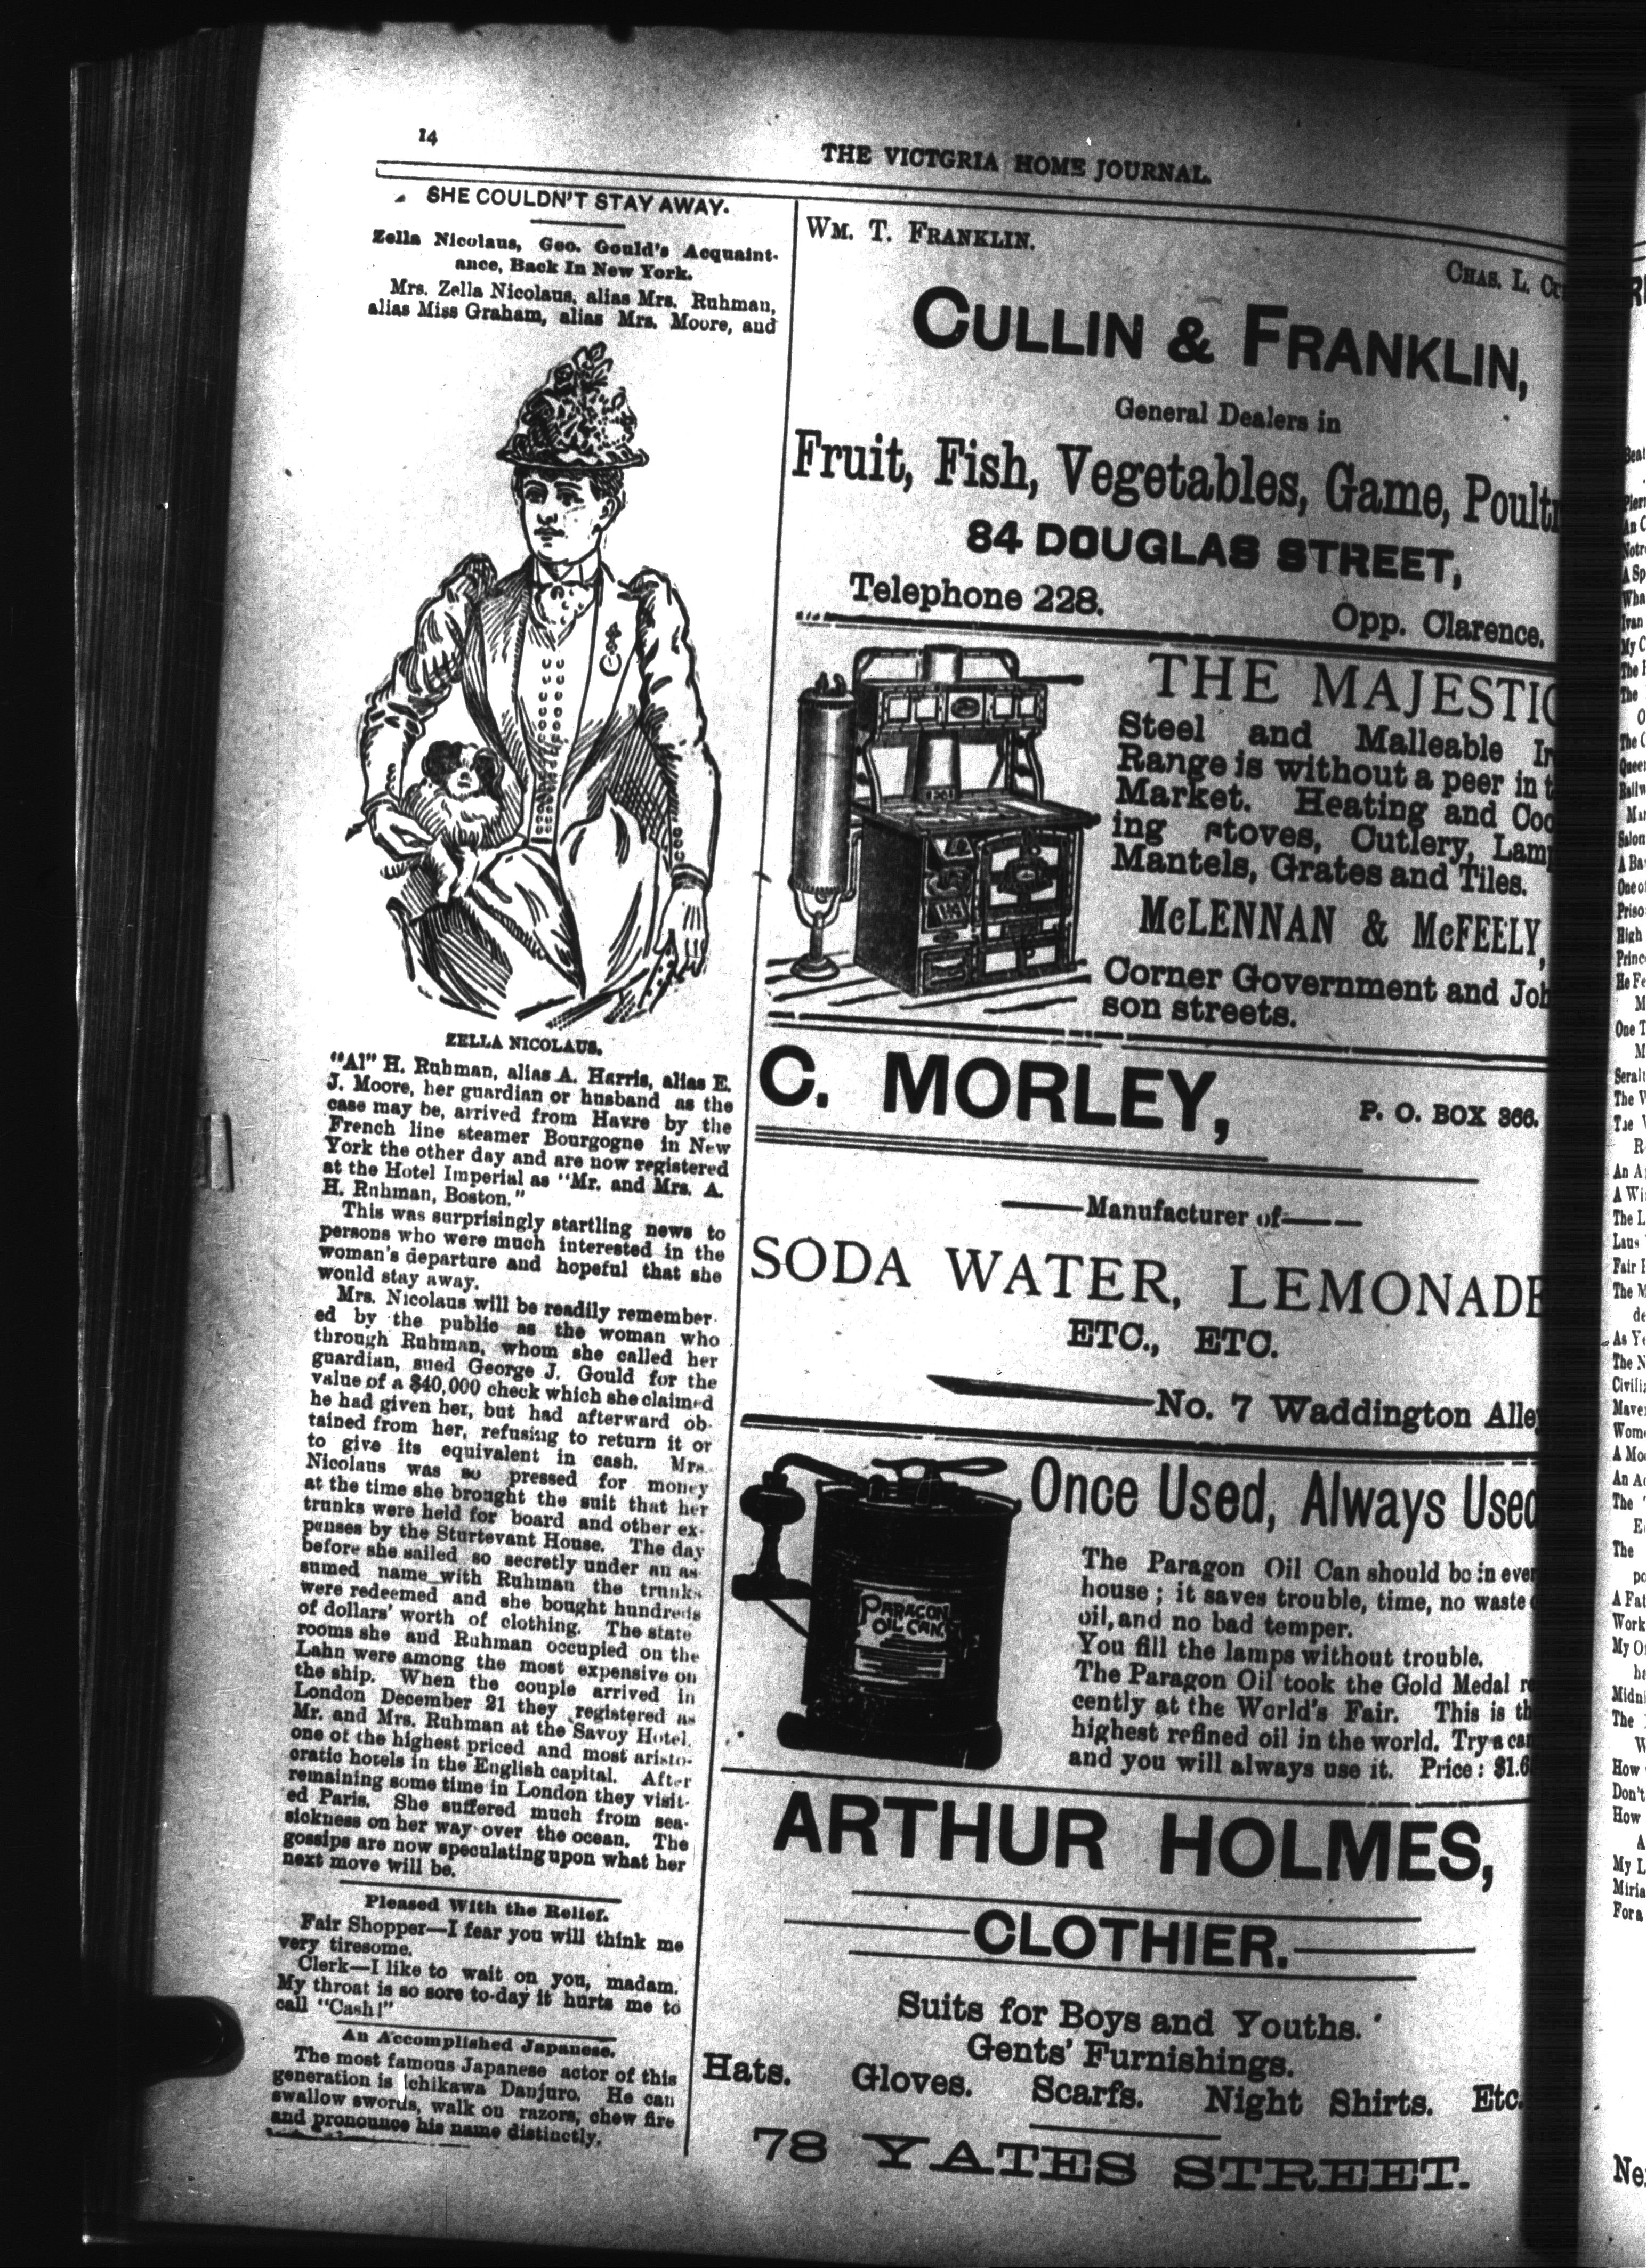 14
THE VICTGRIA HOME JOURNAL.
SHE COULDN'T STAY AWAY.
Zella Nicolaus, Geo. Gould's Acquaint-
ance, Back In New York.
Mrs. Zella Nicolaus, alias Mrs. Ruhman,
alias Miss Graham, alias Mrs. Moore, and
ZELLA NICOLAUS.
"Al" H. Ruhman, alias A. Harris, alias E.
J. Moore, her guardian or husband as the
case may be, arrived from Havre by the
French line steamer Bourgogne in New
York the other day and are now registered
at the Hotel Imperial as "Mr. and Mrs. A.
H. Ruhman, Boston."
This was surprisingly startling news to
persons who were much interested in the
woman's departure and hopeful that she
would stay away.
Mrs. Nicolaus will be readily remember-
ed by the public as the woman who
through Ruhman, whom she called her
guardian, sued George J. Gould for the
value of a $40,000 check which she claimed
he had given her, but had afterward ob-
tained from her, refusing to return it or
to give its equivalent in cash. Mrs.
Nicolaus was so pressed for money
at the time she brought the suit that her
trunks were held for board and other ex-
penses by the Sturtevant House. The day
before she sailed so secretly under an as
sumed name with Ruhman the trunks
were redeemed and she bought hundreds
of dollars' worth of clothing. The state
rooms she and Ruhman occupied on the
Lahn were among the most expensive on
the ship. When the couple arrived in
London December 21 they registered as
Mr. and Mrs. Ruhman at the Savoy Hotel,
one of the highest priced and most aristo-
cratic hotels in the English capital. After
remaining some time in London they visit-
ed Paris. She suffered much from sea-
sickness on her way over the ocean. The
gossips are now speculating upon what her
next move will be.
Pleased With the Relief.
Fair Shopper—I fear you will think me
very tiresome.
Clerk—I like to wait on you, madam.
My throat is so sore to-day it hurts me to
call "Cash!"
An Accomplished Japanese.
The most famous Japanese actor of this
generation is Ichikawa Danjuro. He can
swallow swords, walk on razors, chew fire
and pronounce his name distinctly.
WM. T. FRANKLIN.
CHAS. L. CU
CULLIN & FRANKLIN,
General Dealers in
Fruit, Fish, Vegetables, Game, Poultr
84 DOUGLAS STREET,
Telephone 228.
Opp. Clarence.
THE MAJESTIC
Steel and Malleable Ir
Range is without a peer in t
Market. Heating and Coo
ing stoves, Cutlery, Lam
Mantels, Grates and Tiles.
McLENNAN & McFEELY,
Corner Government and Joh
son streets.
C. MORLEY,
P. O. BOX 366.
Manufacturer of
SODA WATER, LEMONADE
ETC., ETC.
No. 7 Waddington Alle
Once Used, Always Used
PARAGON
OIL CAN
The Paragon Oil Can should be in ever
house; it saves trouble, time, no waste o
oil, and no bad temper.
You fill the lamps without trouble.
The Paragon Oil took the Gold Medal re
cently at the World's Fair. This is th
highest refined oil in the world. Try a can
and you will always use it. Price: $1.6
ARTHUR HOLMES,
CLOTHIER.
Suits for Boys and Youths.
Gents' Furnishings.
Hats. Gloves. Scarfs. Night Shirts. Etc.
78 YATES STREET.